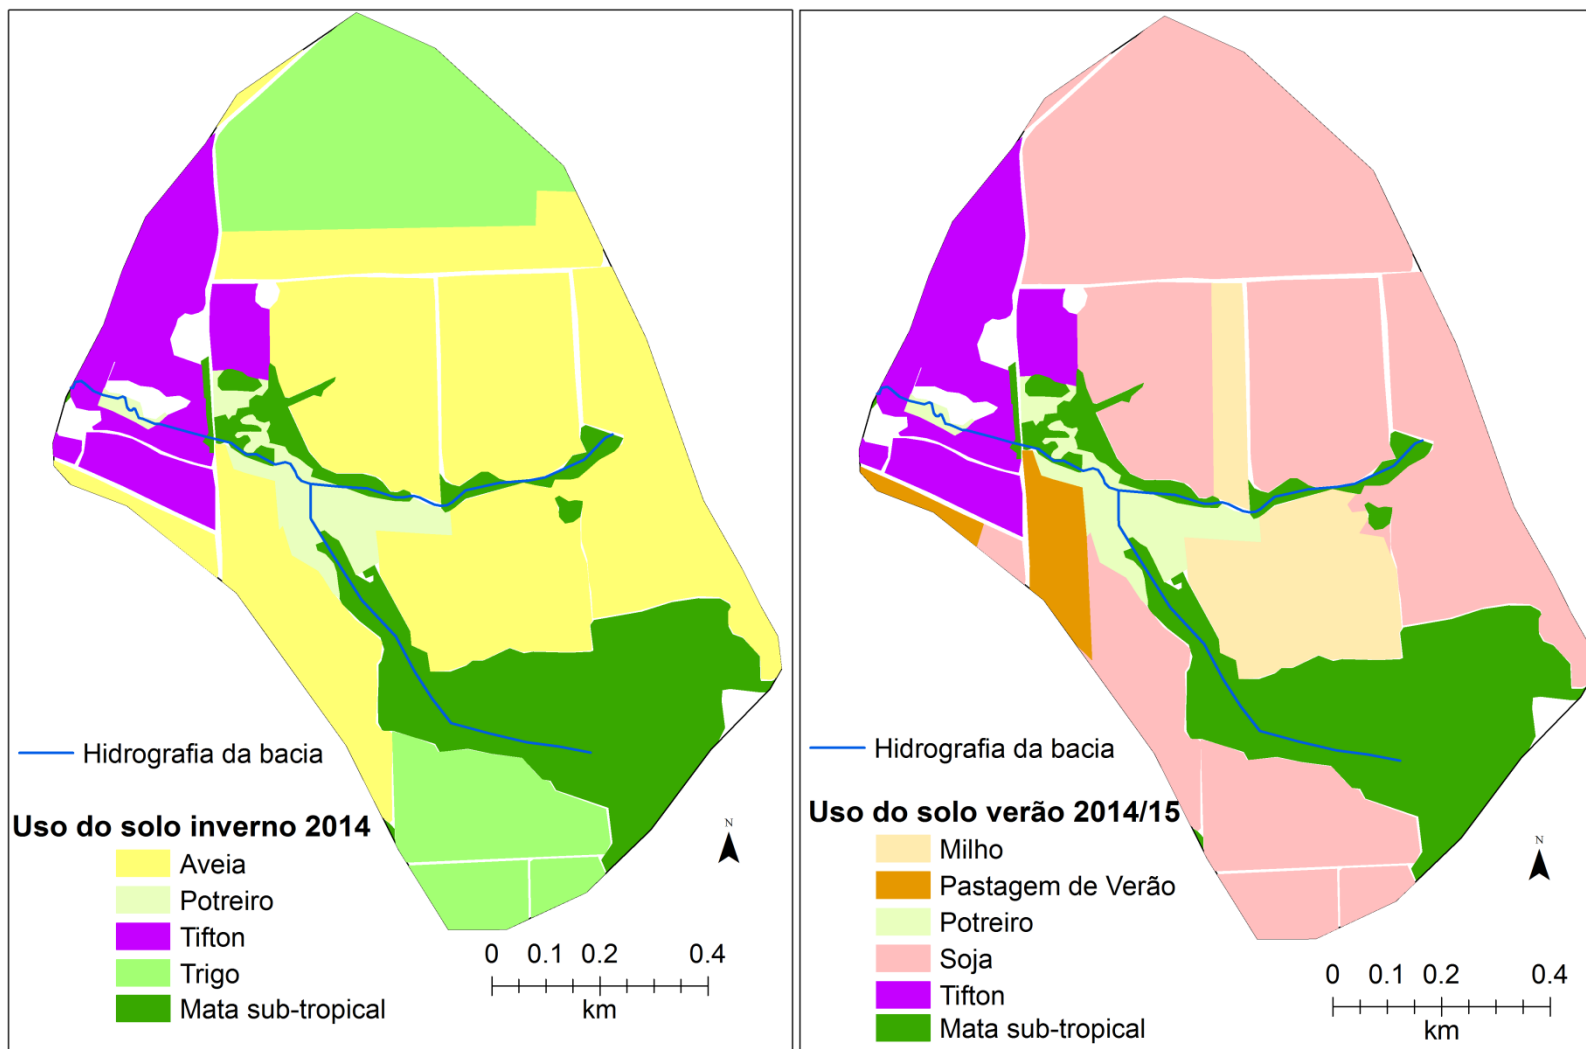 Hidrografia da bacia
Uso do solo inverno 2014
Aveia
Potreiro
Tifton
Trigo
Mata sub-tropical
N
0 0.1 0.2 0.4
km
Hidrografia da bacia
Uso do solo verão 2014/15
Milho
Pastagem de Verão
Potreiro
Soja
Tifton
Mata sub-tropical
N
0 0.1 0.2 0.4
km